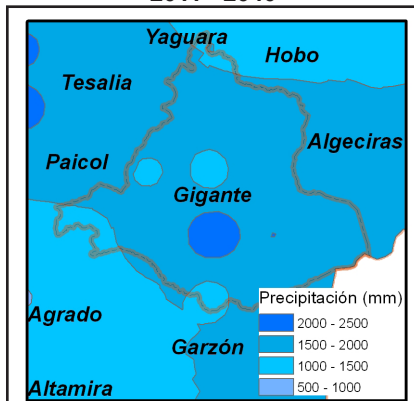 Yaguara
Hobo
Tesalia
Algeciras
Paicol
Gigante
Precipitación (mm)
2000 - 2500
1500 - 2000
1000 - 1500
500 - 1000
Agrado
Garzón
Altamira